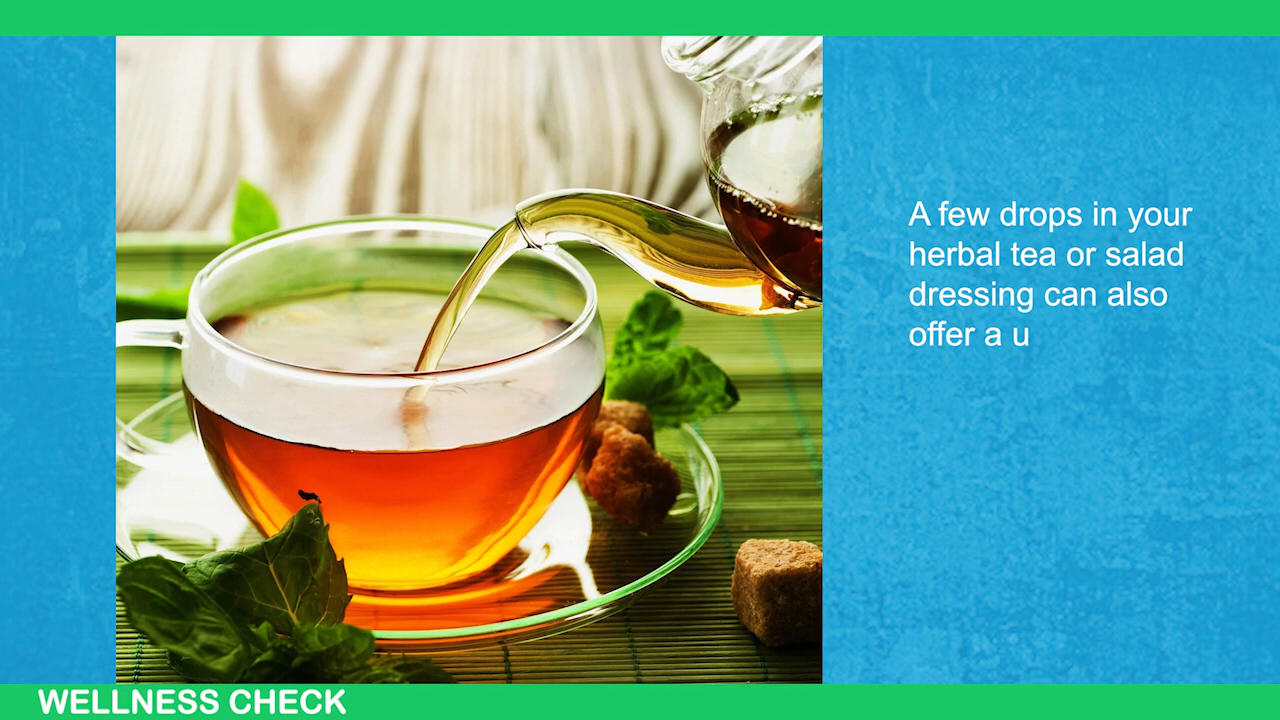 A few drops in your
herbal tea or salad
dressing can also
offer a u
WELLNESS CHECK